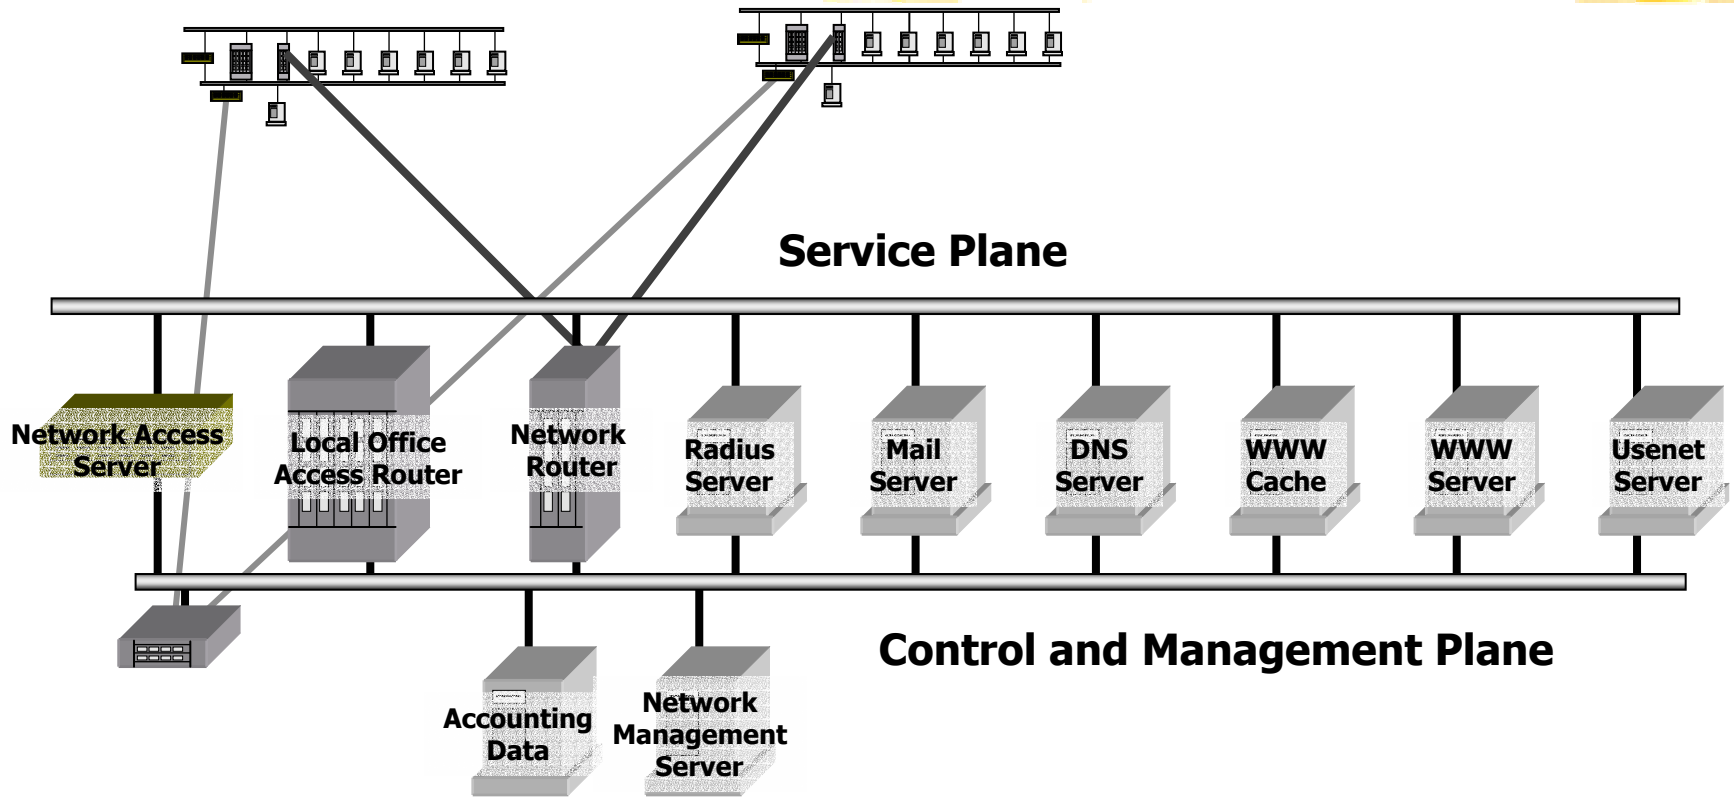 Service Plane
Network Access
Server
Local Office
Access Router
Network
Router
Radius
Server
Mail
Server
DNS
Server
WWW
Cache
WWW
Server
Usenet
Server
Control and Management Plane
Accounting
Data
Network
Management
Server